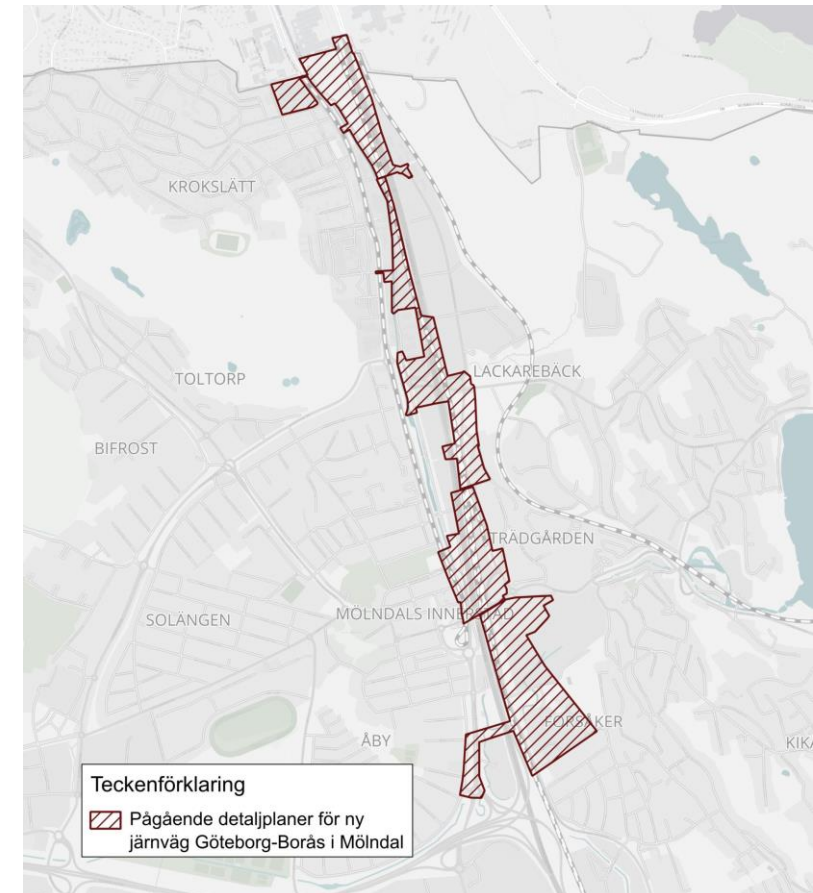 KROKSLÄTT
LACKAREBÄCK
TOLTORP
BIFROST
TRÄDGÅRDEN
MÖLNDALS INNERSTAD
SOLÄNGEN
FORSÅKER
ÅBY
KIKA
Teckenförklaring
Pågående detaljplaner för ny
järnväg Göteborg-Borås i Mölndal